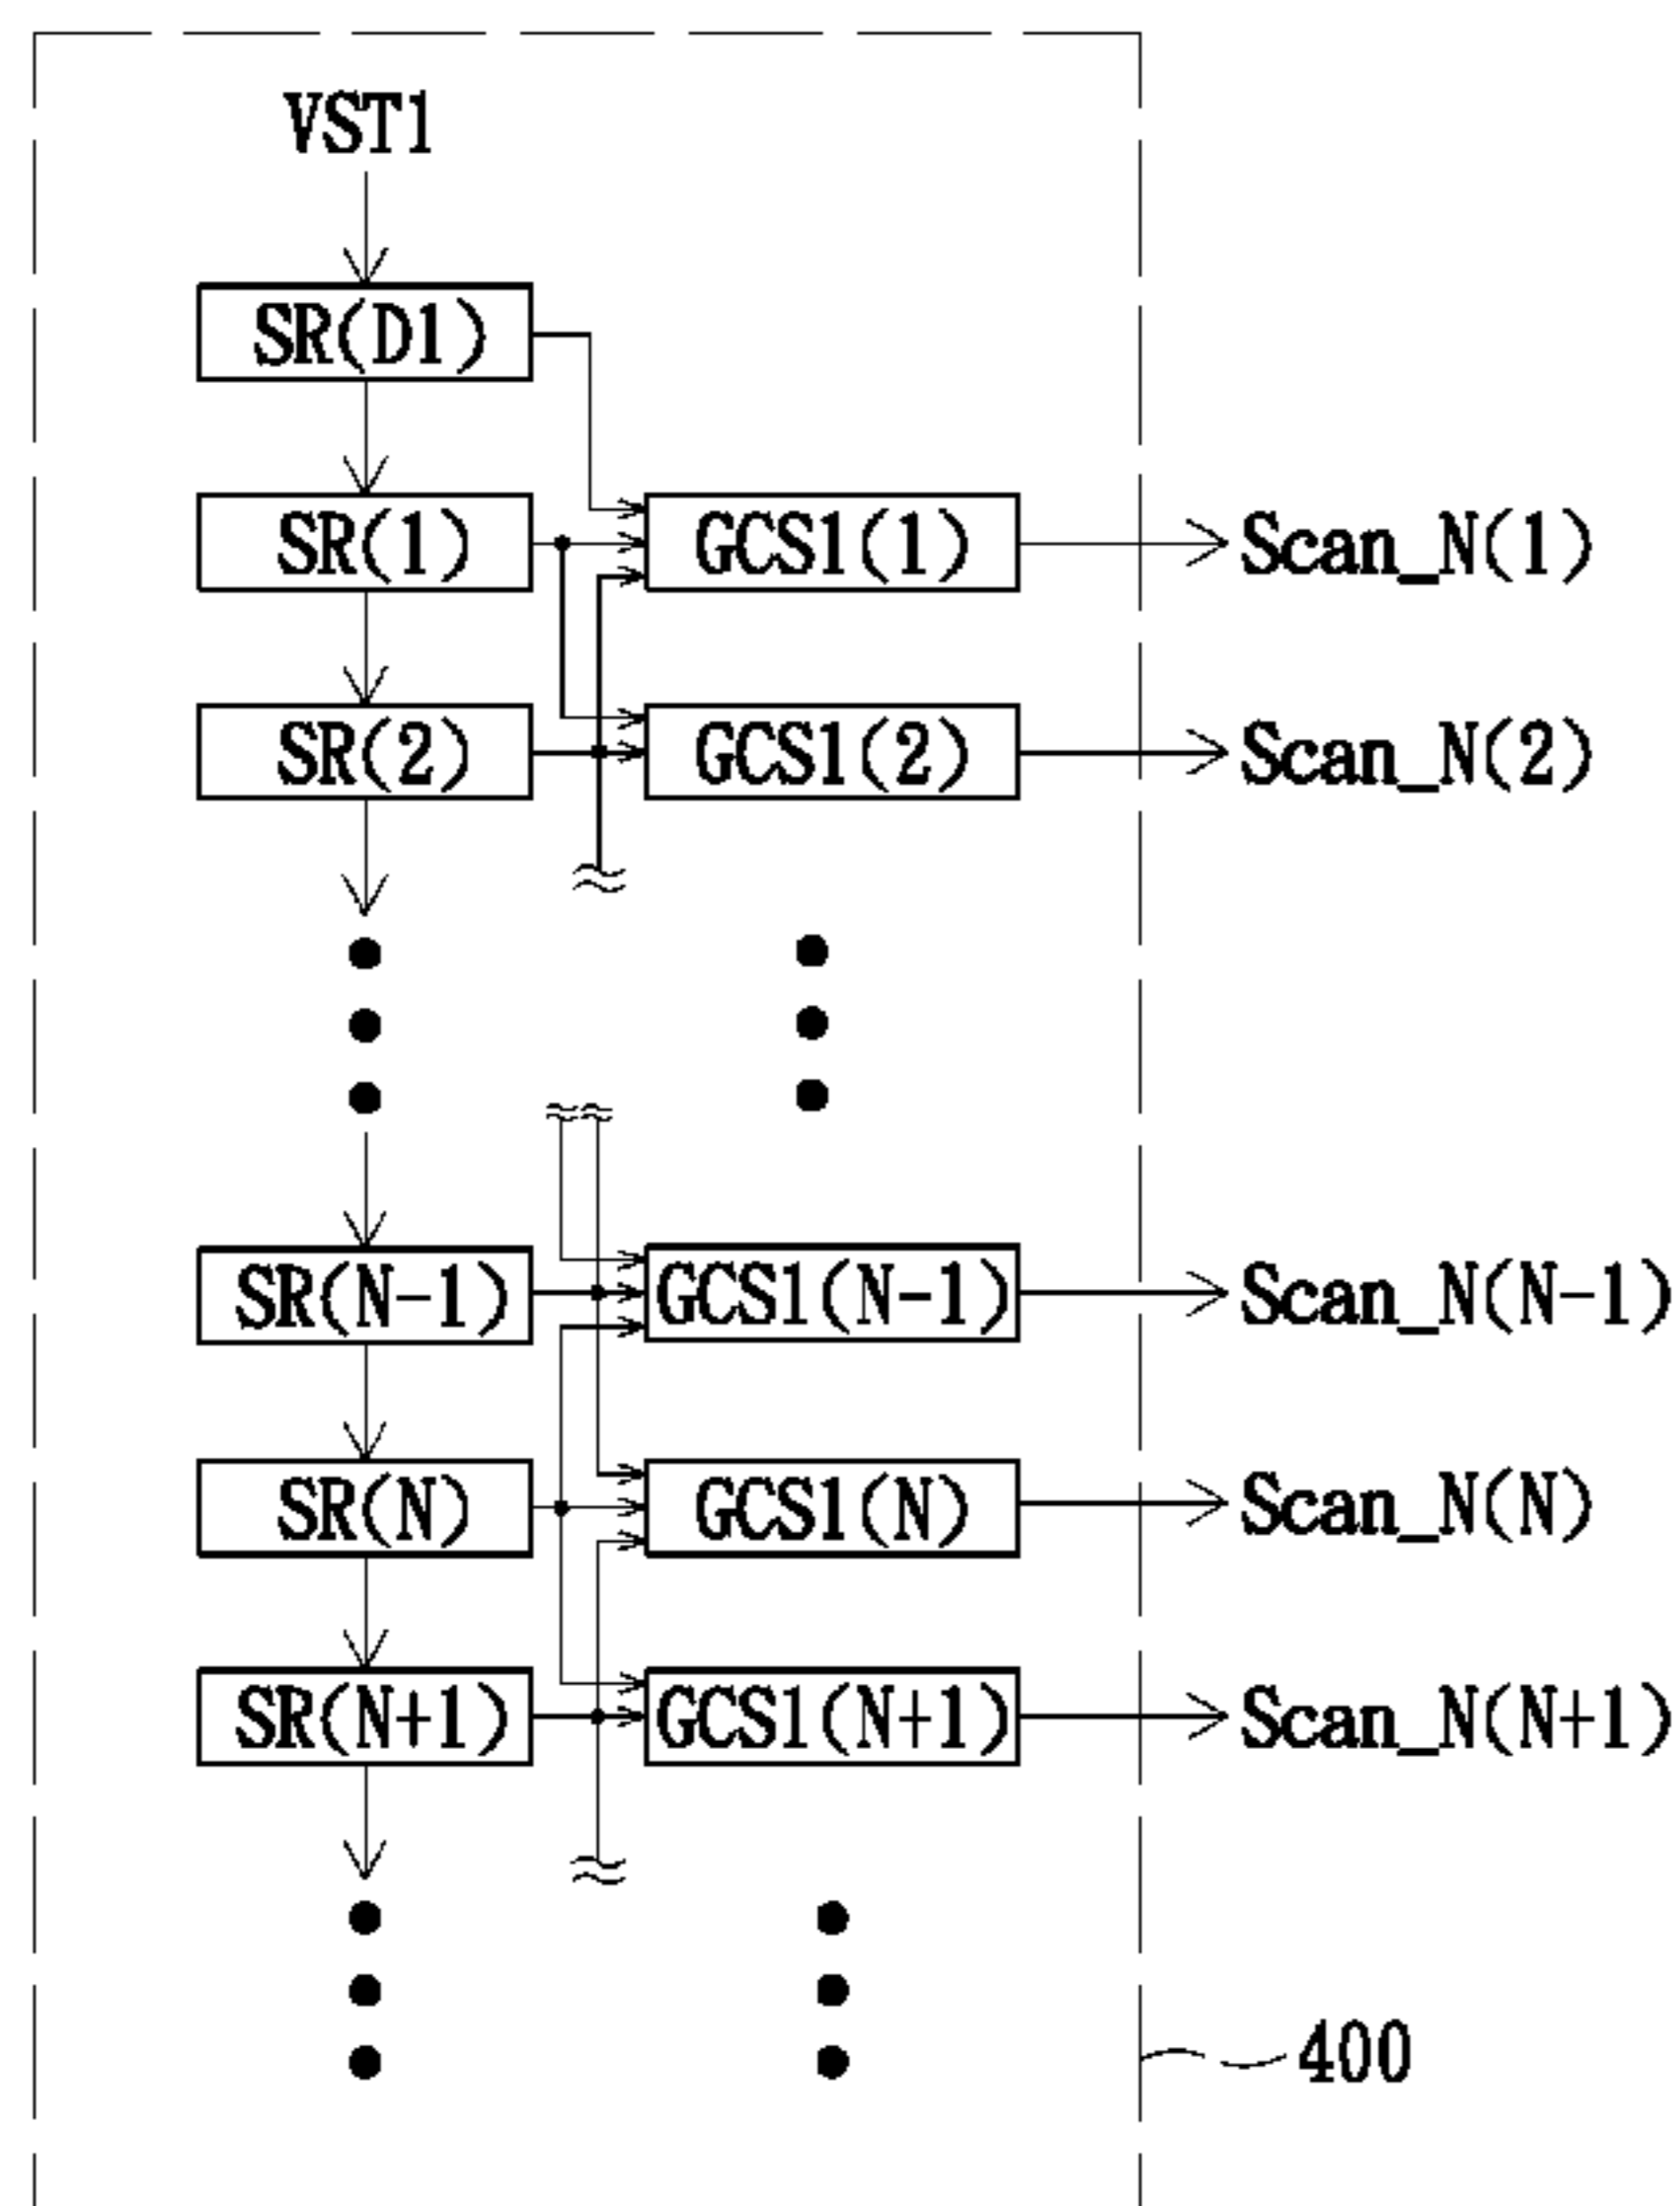 VST1
SR(D1)
SR(1) GCS1(1) Scan_N(1)
SR(2) GCS1(2) Scan_N(2)
SR(N-1) GCS1(N-1) Scan_N(N-1)
SR(N) GCS1(N) Scan_N(N)
SR(N+1) GCS1(N+1) Scan_N(N+1)
400